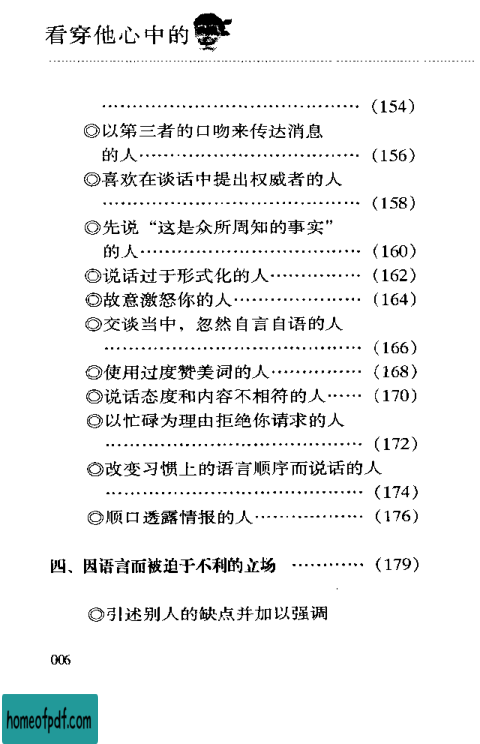 看穿他心中的
…………………………………（154）
◎以第三者的口吻来传达消息
的人……………………………（156）
◎喜欢在谈话中提出权威者的人
…………………………………（158）
◎先说“这是众所周知的事实”
的人……………………………（160）
◎说话过于形式化的人……………（162）
◎故意激怒你的人…………………（164）
◎交谈当中，忽然自言自语的人
…………………………………（166）
◎使用过度赞美词的人……………（168）
◎说话态度和内容不相符的人……（170）
◎以忙碌为理由拒绝你请求的人
…………………………………（172）
◎改变习惯上的语言顺序而说话的人
…………………………………（174）
◎顺口透露情报的人………………（176）
四、因语言而被迫于不利的立场 …………（179）
◎引述别人的缺点并加以强调
006
homeofpdf.com